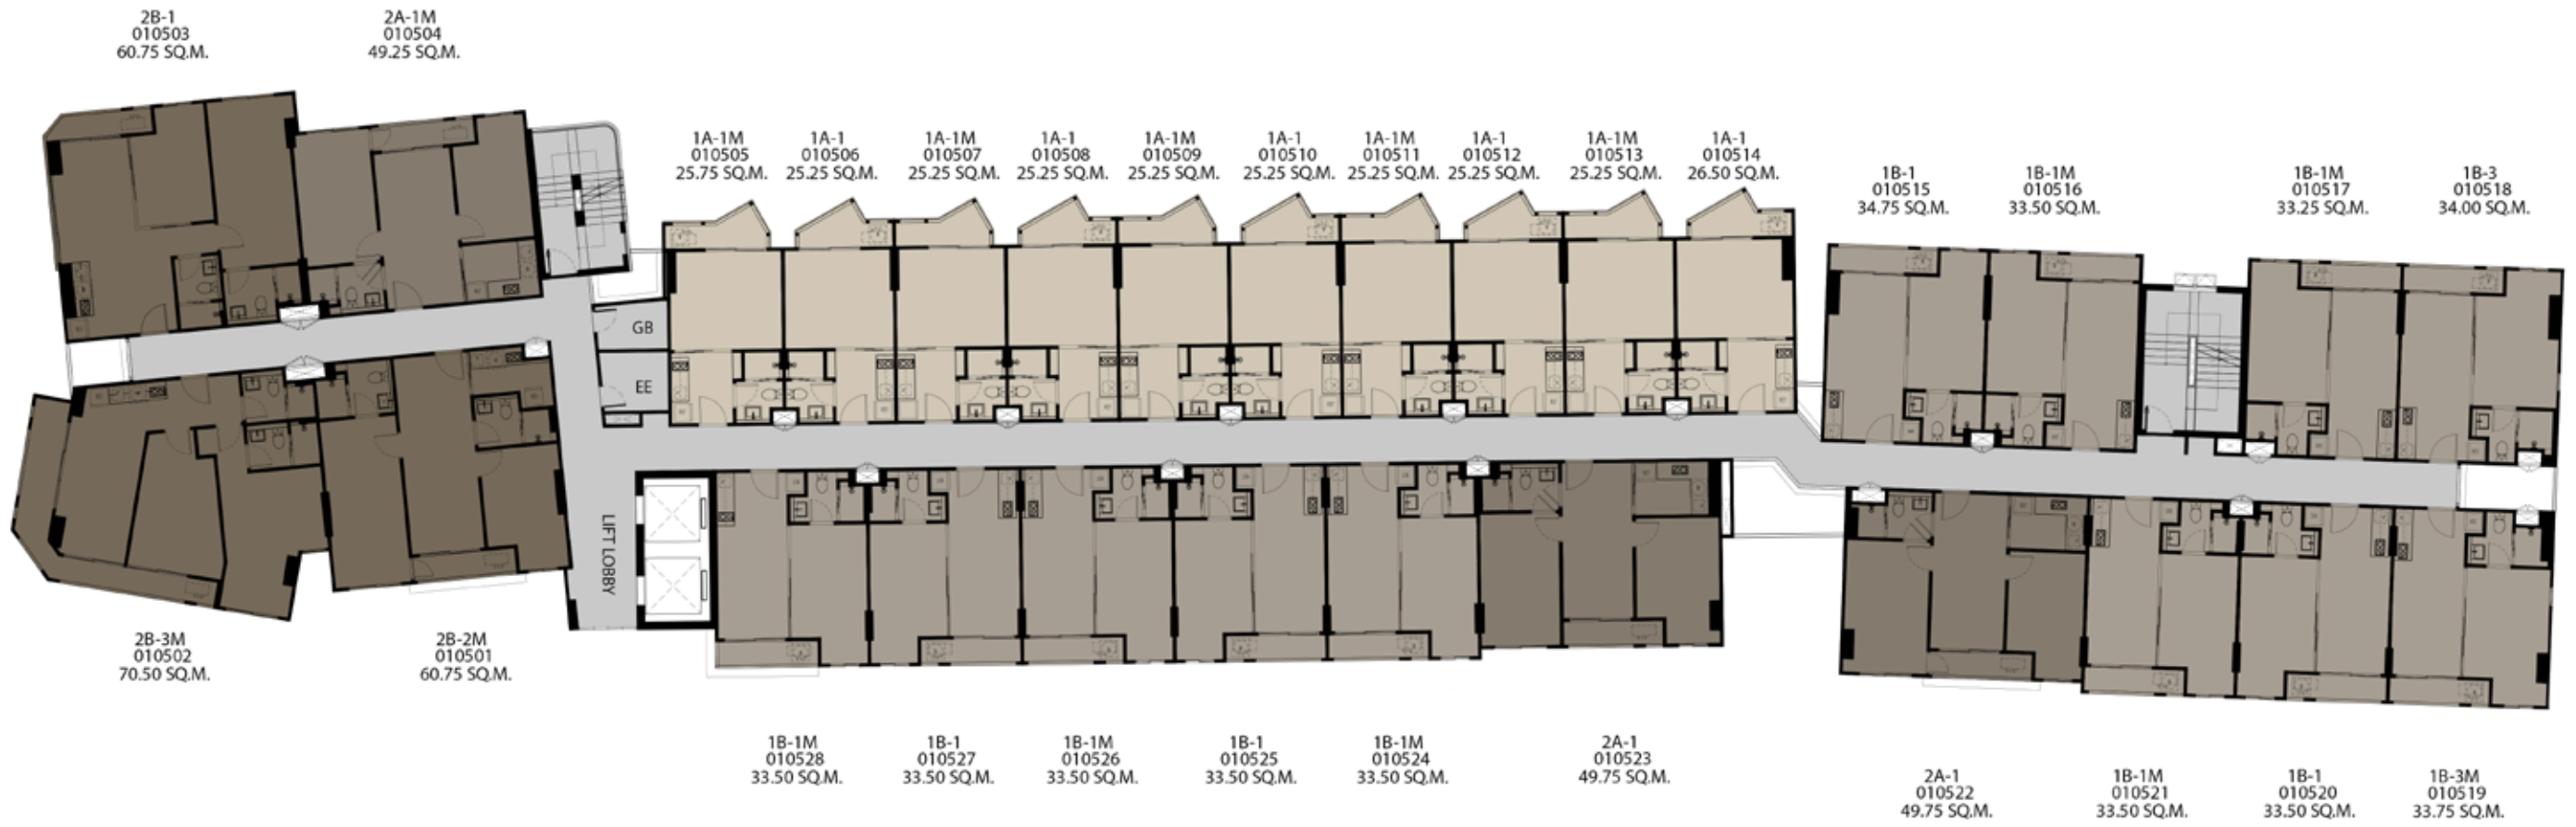 2B-1
010503
60.75 SQ.M.
2A-1M
010504
49.25 SQ.M.
1A-1M
010505
25.75 SQ.M.
1A-1
010506
25.25 SQ.M.
1A-1M
010507
25.25 SQ.M.
1A-1
010508
25.25 SQ.M.
1A-1M
010509
25.25 SQ.M.
1A-1
010510
25.25 SQ.M.
1A-1M
010511
25.25 SQ.M.
1A-1
010512
25.25 SQ.M.
1A-1M
010513
25.25 SQ.M.
1A-1
010514
26.50 SQ.M.
1B-1
010515
34.75 SQ.M.
1B-1M
010516
33.50 SQ.M.
1B-1M
010517
33.25 SQ.M.
1B-3
010518
34.00 SQ.M.
GB
EE
LIFT LOBBY
2B-3M
010502
70.50 SQ.M.
2B-2M
010501
60.75 SQ.M.
1B-1M
010528
33.50 SQ.M.
1B-1
010527
33.50 SQ.M.
1B-1M
010526
33.50 SQ.M.
1B-1
010525
33.50 SQ.M.
1B-1M
010524
33.50 SQ.M.
2A-1
010523
49.75 SQ.M.
2A-1
010522
49.75 SQ.M.
1B-1M
010521
33.50 SQ.M.
1B-1
010520
33.50 SQ.M.
1B-3M
010519
33.75 SQ.M.